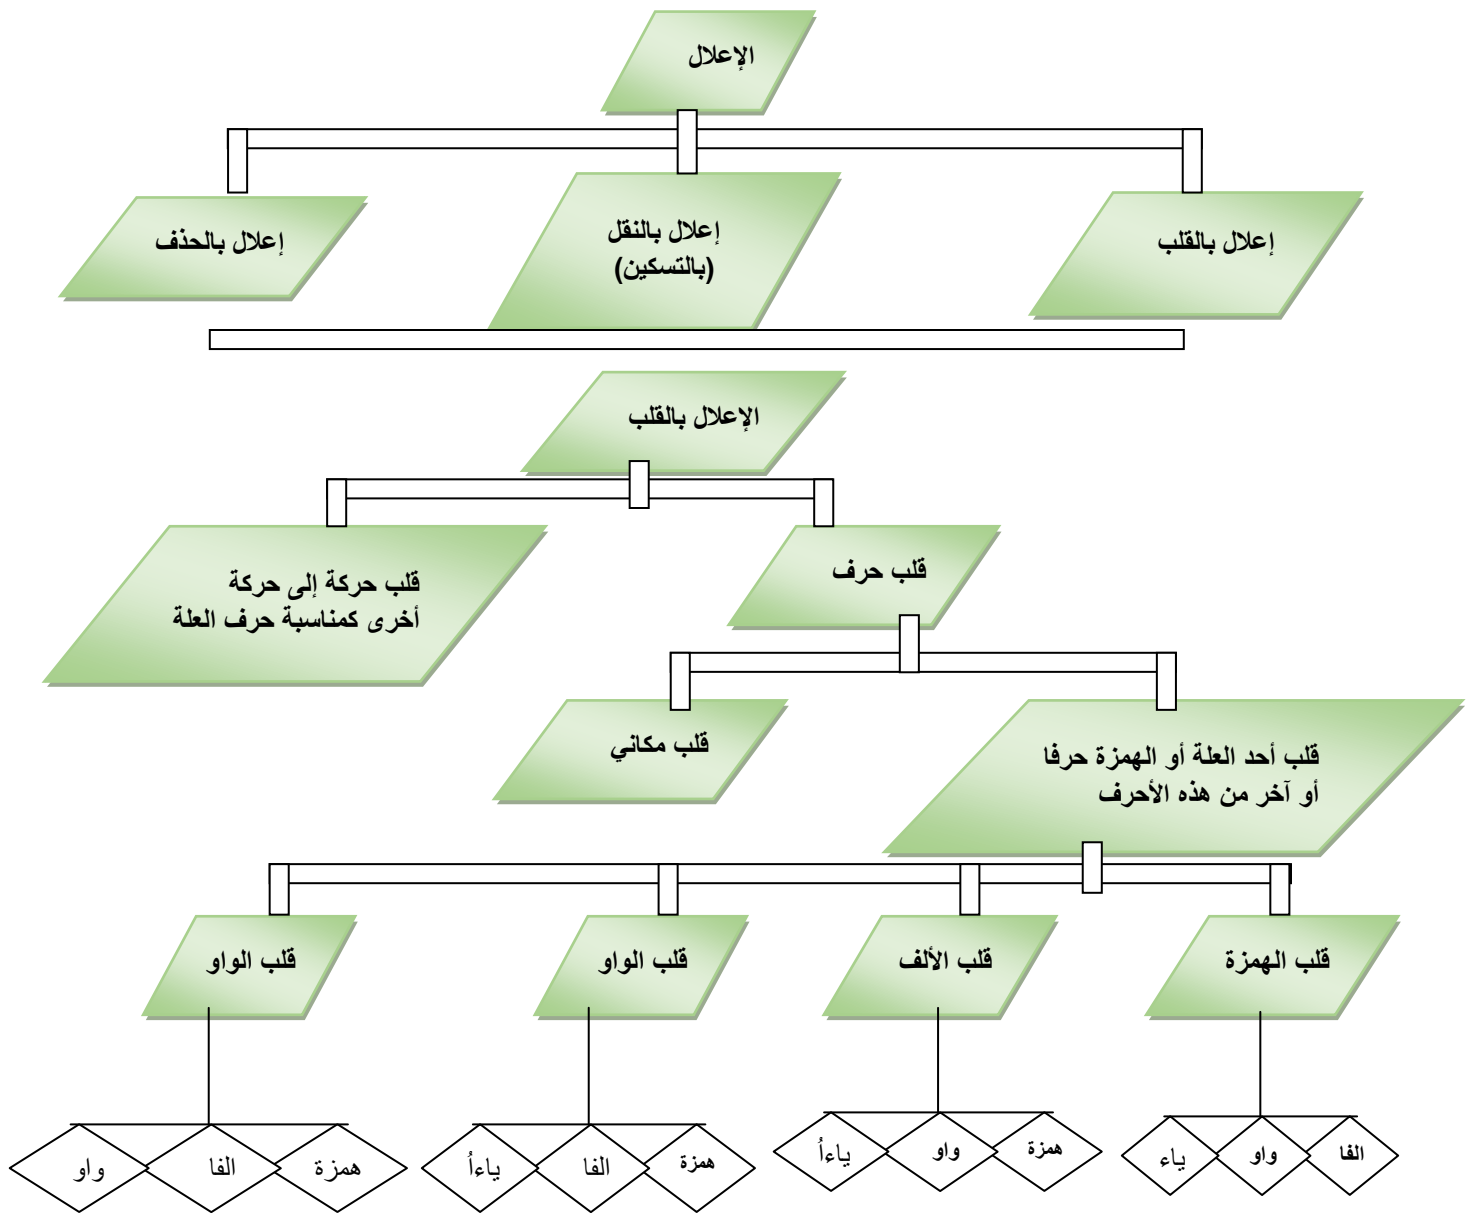 الإعلال
إعلال بالقلب
إعلال بالنقل
(بالتسكين)
إعلال بالحذف
الإعلال بالقلب
قلب حرف
قلب حركة إلى حركة
أخرى كمناسبة حرف العلة
قلب أحد العلة أو الهمزة حرفا
أو آخر من هذه الأحرف
قلب مكاني
قلب الهمزة
قلب الألف
قلب الواو
قلب الواو
الفا
واو
ياء
همزة
واو
ياءاُ
همزة
الفا
ياءاُ
همزة
الفا
واو